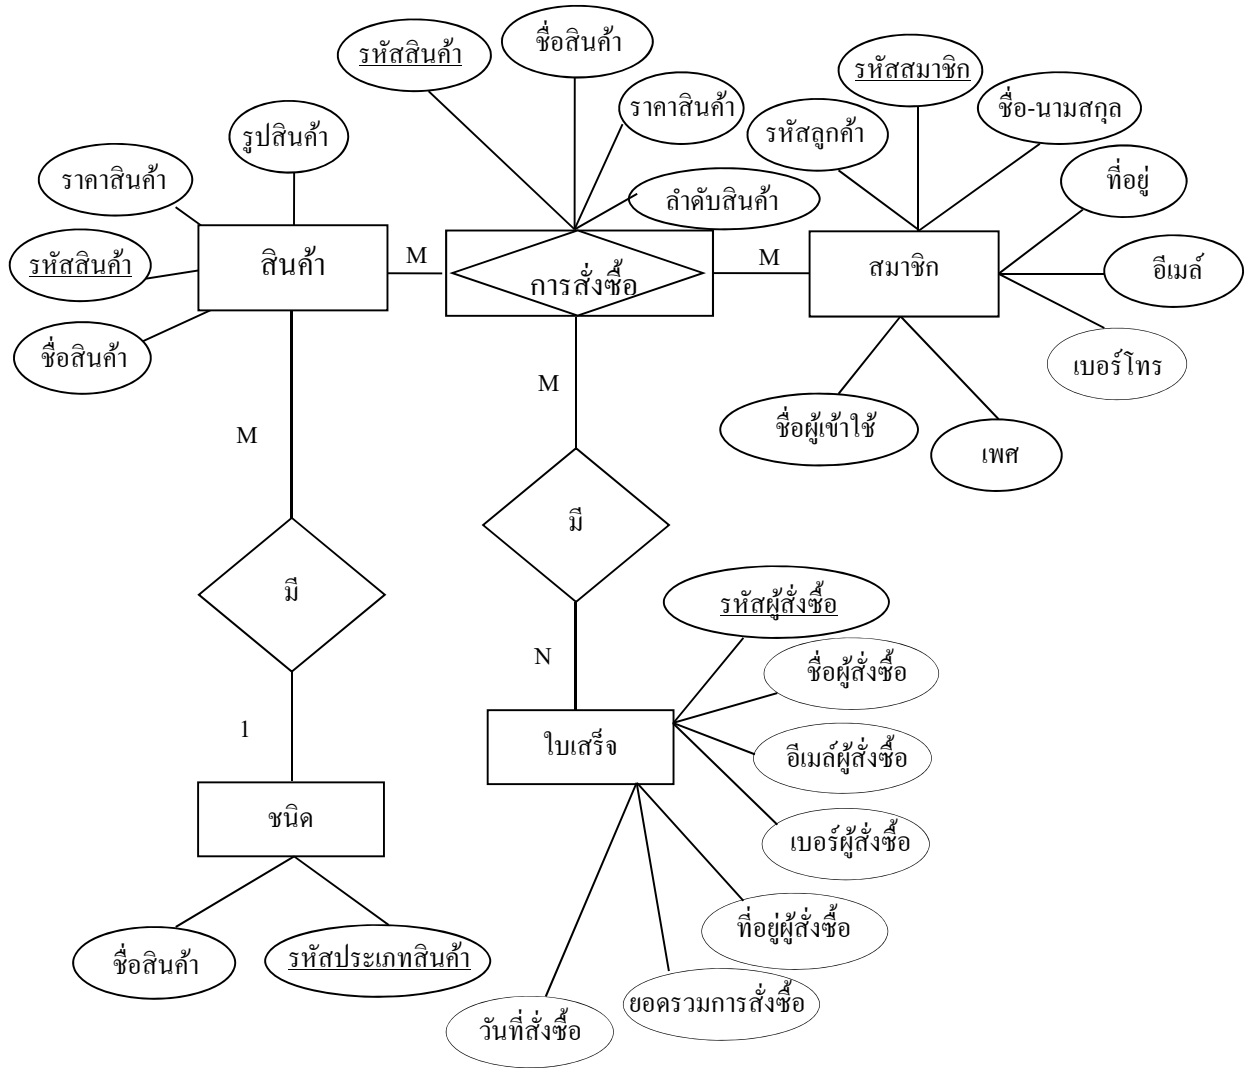 รหัสสินค้า
ชื่อสินค้า
ราคาสินค้า
ลำดับสินค้า
รหัสสมาชิก
ชื่อ-นามสกุล
รหัสลูกค้า
ที่อยู่
อีเมล์
เบอร์โทร
รูปสินค้า
ราคาสินค้า
รหัสสินค้า
ชื่อสินค้า
สินค้า
M
การสั่งซื้อ
M
สมาชิก
ชื่อผู้เข้าใช้
เพศ
M
M
มี
มี
N
1
รหัสผู้สั่งซื้อ
ชื่อผู้สั่งซื้อ
ใบเสร็จ
อีเมล์ผู้สั่งซื้อ
เบอร์ผู้สั่งซื้อ
ที่อยู่ผู้สั่งซื้อ
ยอดรวมการสั่งซื้อ
วันที่สั่งซื้อ
ชนิด
ชื่อสินค้า
รหัสประเภทสินค้า